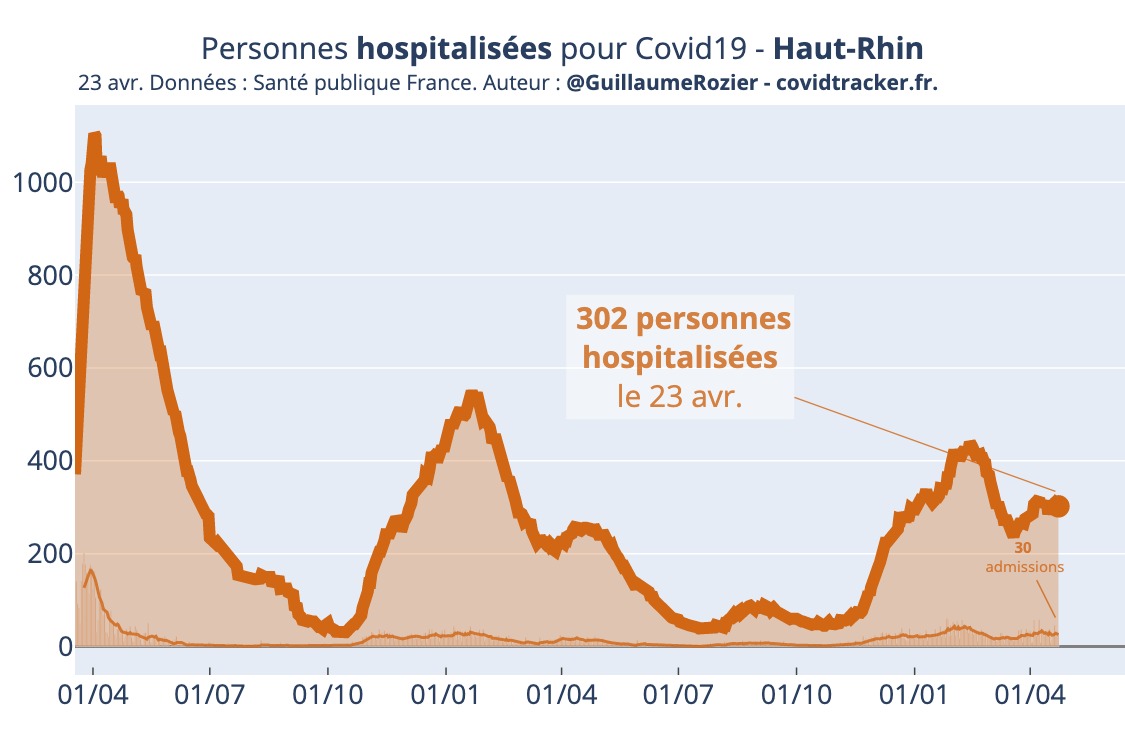 Personnes hospitalisées pour Covid19 - Haut-Rhin
23 avr. Données : Santé publique France. Auteur : @GuillaumeRozier - covidtracker.fr.
1000
800
600
400
200
0
302 personnes
hospitalisées
le 23 avr.
30
admissions
01/04
01/07
01/10
01/01
01/04
01/07
01/10
01/01
01/04